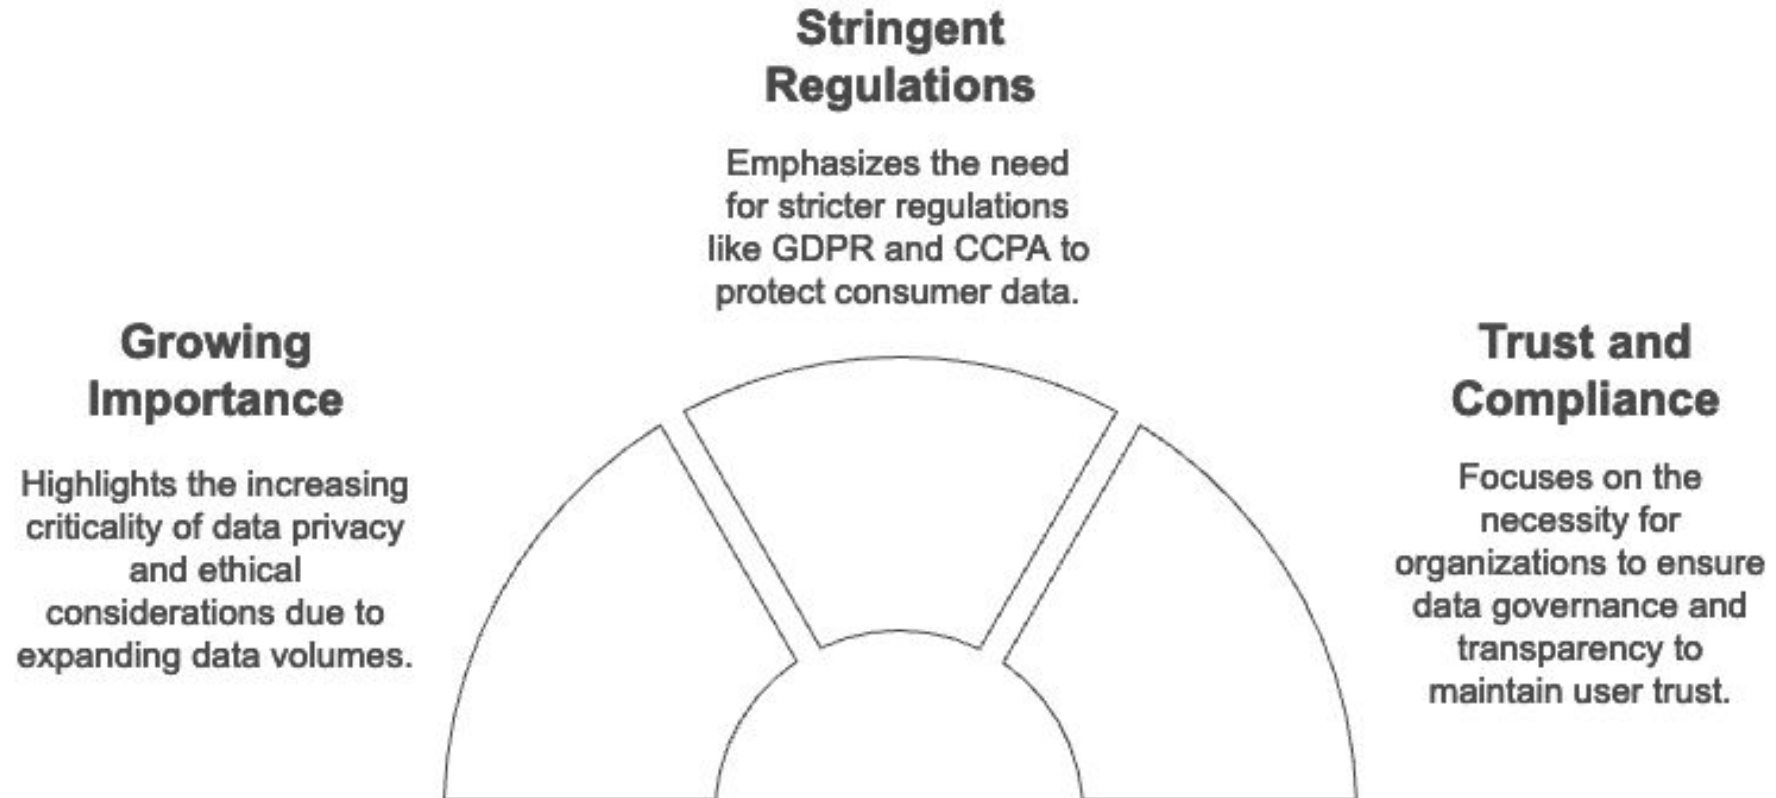 Stringent
Regulations
Emphasizes the need
for stricter regulations
like GDPR and CCPA to
protect consumer data.
Growing
Importance
Highlights the increasing
criticality of data privacy
and ethical
considerations due to
expanding data volumes.
Trust and
Compliance
Focuses on the
necessity for
organizations to ensure
data governance and
transparency to
maintain user trust.